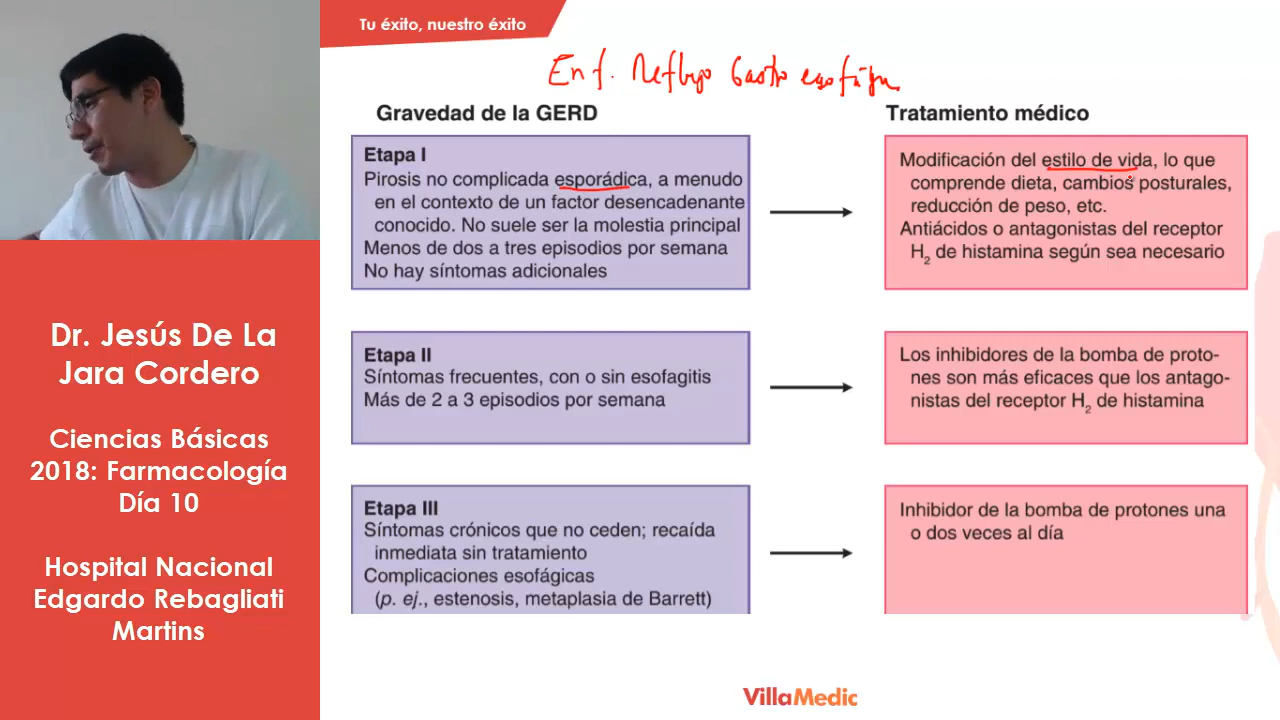 Tu éxito, nuestro éxito
Enf. Reflujo Gastro esofágic
Gravedad de la GERD
Tratamiento médico
Etapa I
Pirosis no complicada esporádica, a menudo
en el contexto de un factor desencadenante
conocido. No suele ser la molestia principal
Menos de dos a tres episodios por semana
No hay síntomas adicionales
Modificación del estilo de vida, lo que
comprende dieta, cambios posturales,
reducción de peso, etc.
Antiácidos o antagonistas del receptor
H₂ de histamina según sea necesario
Etapa II
Síntomas frecuentes, con o sin esofagitis
Más de 2 a 3 episodios por semana
Los inhibidores de la bomba de proto-
nes son más eficaces que los antago-
nistas del receptor H₂ de histamina
Etapa III
Síntomas crónicos que no ceden; recaída
inmediata sin tratamiento
Complicaciones esofágicas
(p. ej., estenosis, metaplasia de Barrett)
Inhibidor de la bomba de protones una
o dos veces al día
Dr. Jesús De La
Jara Cordero
Ciencias Básicas
2018: Farmacología
Día 10
Hospital Nacional
Edgardo Rebagliati
Martins
VillaMedic